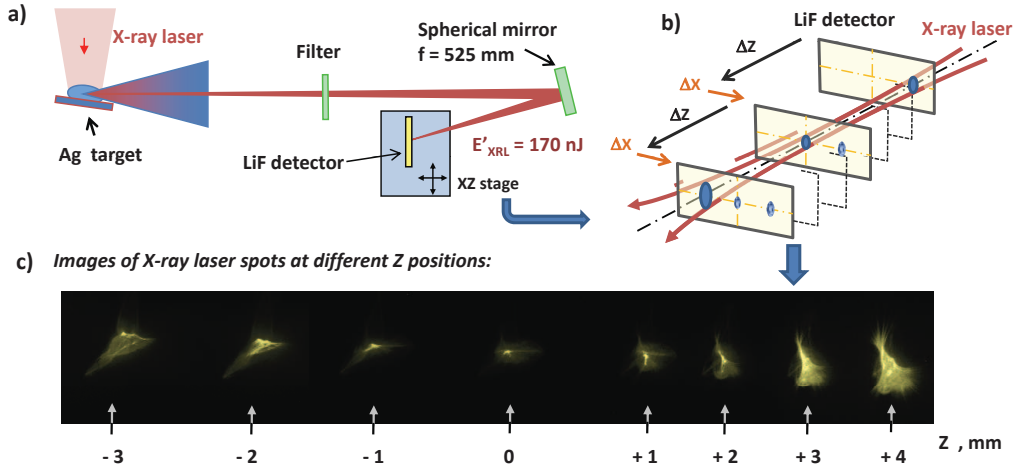 a)
X-ray laser
Ag target
Filter
Spherical mirror
f = 525 mm
LiF detector
E'XRL = 170 nJ
XZ stage
b)
LiF detector
X-ray laser
ΔZ
ΔX
ΔZ
ΔX
c) Images of X-ray laser spots at different Z positions:
- 3 - 2 - 1 0 + 1 + 2 + 3 + 4 Z , mm